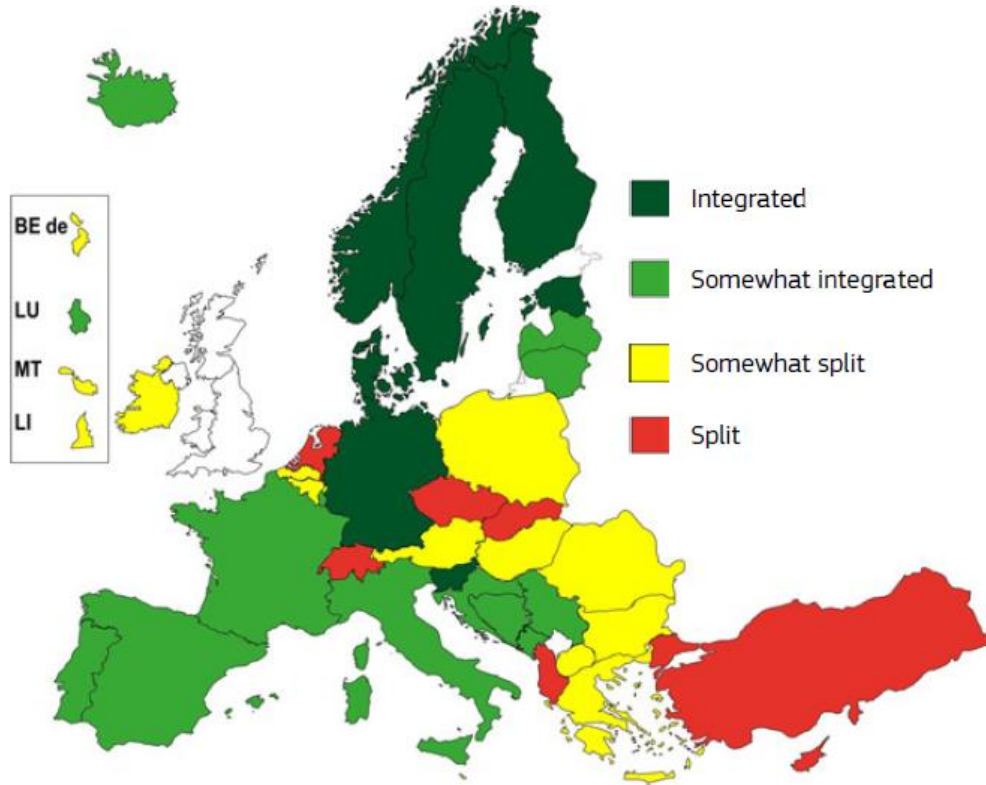 Integrated
BE de
Somewhat integrated
LU
Somewhat split
MT
LI
Split